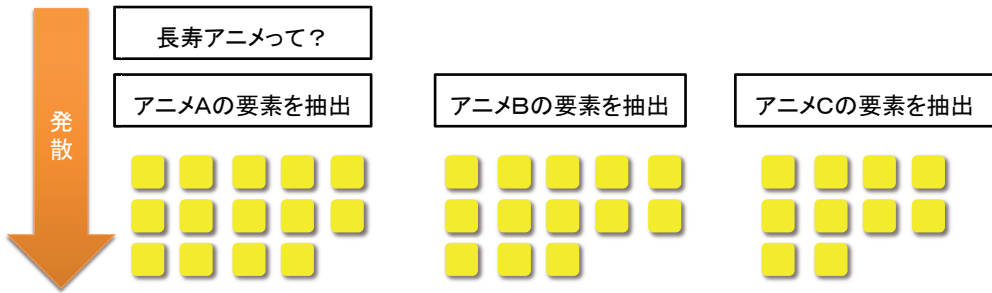 長寿アニメって？
アニメAの要素を抽出
アニメBの要素を抽出
アニメCの要素を抽出
発散